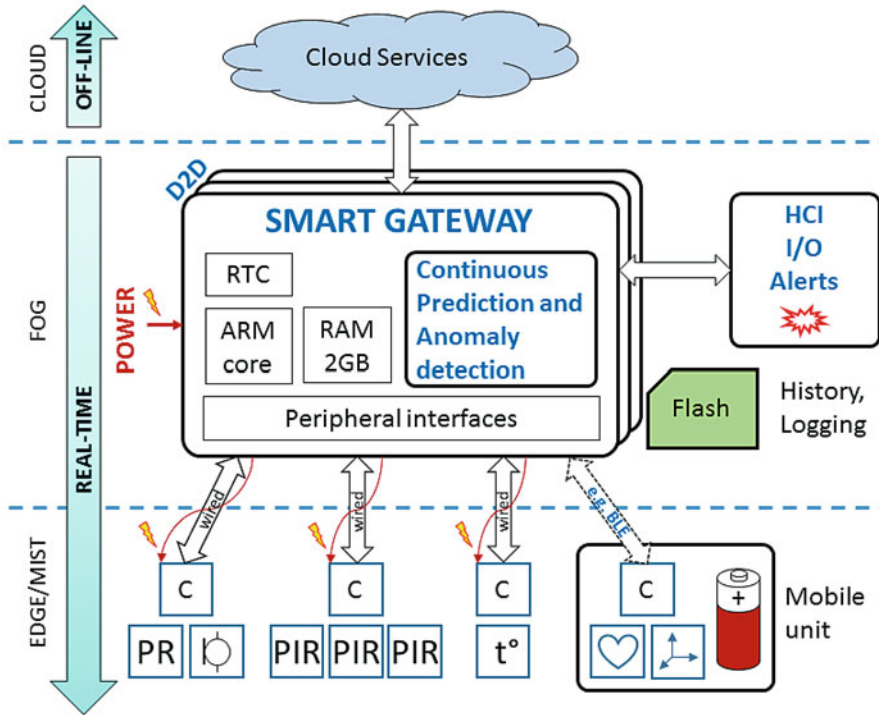 CLOUD
OFF-LINE
Cloud Services
FOG
REAL-TIME
D2D
SMART GATEWAY
RTC
ARM
core
RAM
2GB
Continuous
Prediction and
Anomaly
detection
Peripheral interfaces
POWER
HCI
I/O
Alerts
Flash
History,
Logging
EDGE/MIST
wired
wired
wired
e.g. BLE
C
C
C
C
PR
PIR
PIR
PIR
t°
+
Mobile
unit